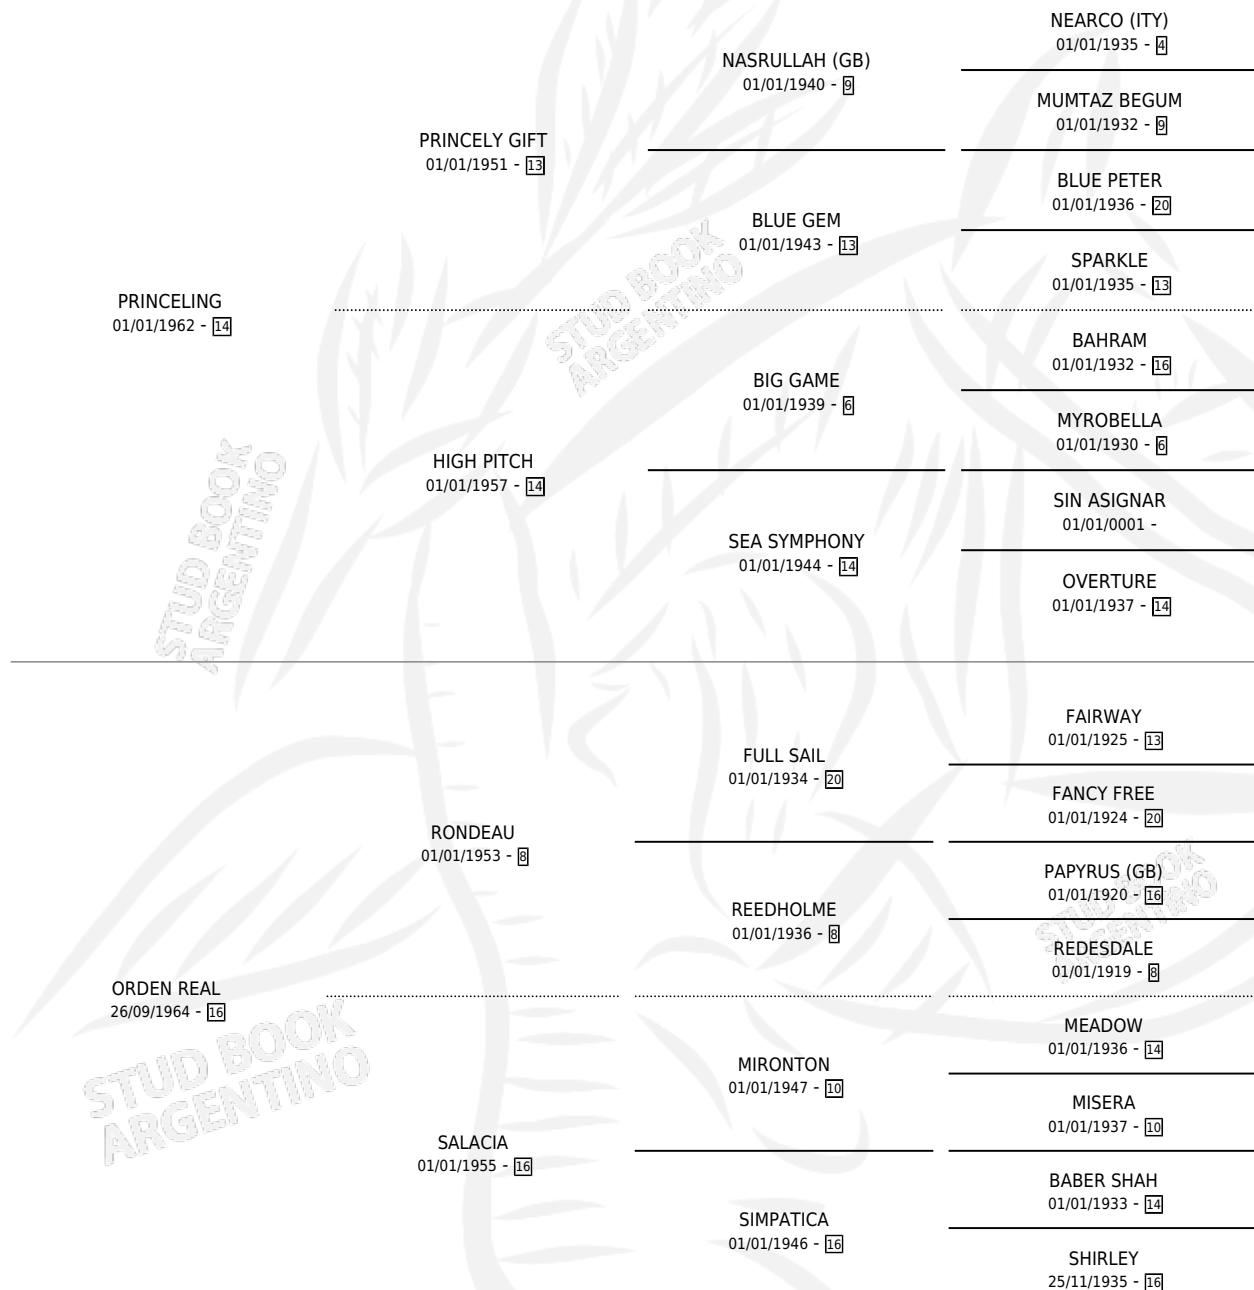 NEARCO (ITY)
01/01/1935 - 4
NASRULLAH (GB)
01/01/1940 - 9
MUMTAZ BEGUM
01/01/1932 - 9
PRINCELY GIFT
01/01/1951 - 13
BLUE PETER
01/01/1936 - 20
BLUE GEM
01/01/1943 - 13
SPARKLE
01/01/1935 - 13
PRINCELING
01/01/1962 - 14
BAHRAM
01/01/1932 - 16
BIG GAME
01/01/1939 - 6
MYROBELLA
01/01/1930 - 6
HIGH PITCH
01/01/1957 - 14
SIN ASIGNAR
01/01/0001 -
SEA SYMPHONY
01/01/1944 - 14
OVERTURE
01/01/1937 - 14
STUD BOOK
ARGENTINO
STUD BOOK
ARGENTINO
FAIRWAY
01/01/1925 - 13
FULL SAIL
01/01/1934 - 20
FANCY FREE
01/01/1924 - 20
RONDEAU
01/01/1953 - 8
PAPYRUS (GB)
01/01/1920 - 16
REEDHOLME
01/01/1936 - 8
REDESDALE
01/01/1919 - 8
STUD BOOK
ARGENTINO
ORDEN REAL
26/09/1964 - 16
MEADOW
01/01/1936 - 14
MIRONTON
01/01/1947 - 10
MISERA
01/01/1937 - 10
SALACIA
01/01/1955 - 16
BABER SHAH
01/01/1933 - 14
SIMPATICA
01/01/1946 - 16
SHIRLEY
25/11/1935 - 16
STUD BOOK
ARGENTINO